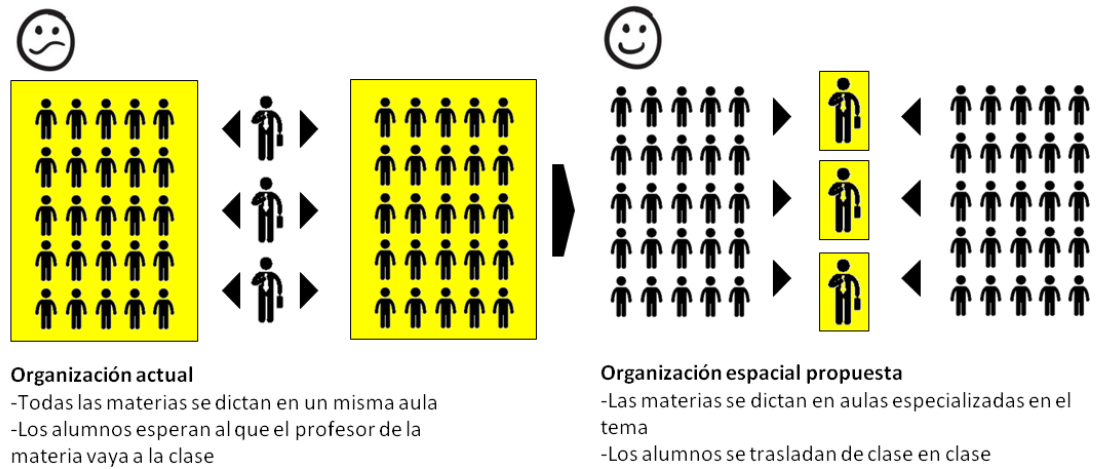 Organización actual
-Todas las materias se dictan en un misma aula
-Los alumnos esperan al que el profesor de la
materia vaya a la clase
Organización espacial propuesta
-Las materias se dictan en aulas especializadas en el
tema
-Los alumnos se trasladan de clase en clase